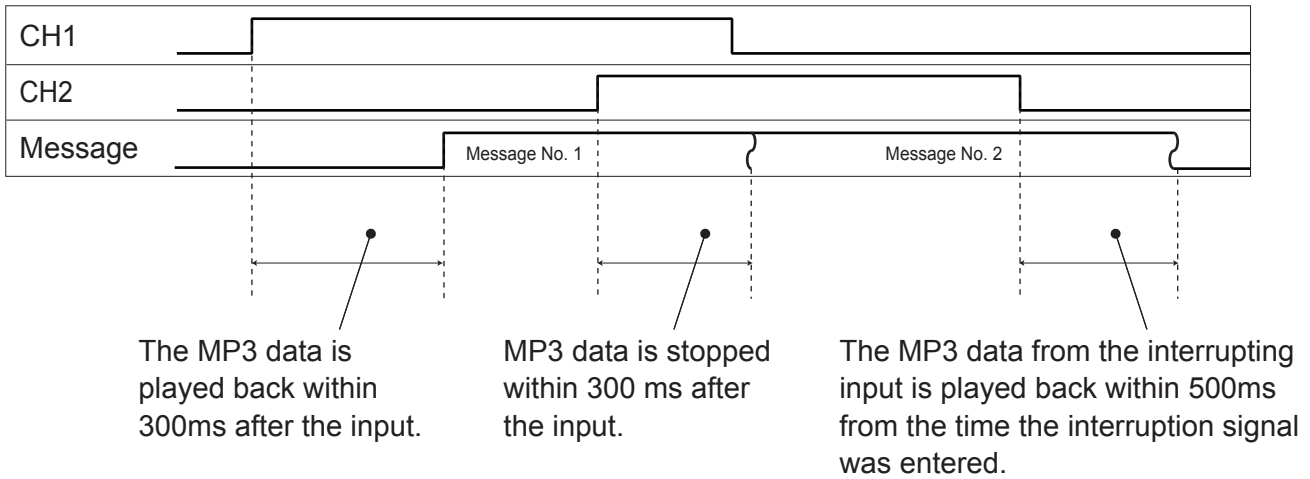 CH1
CH2
Message
Message No. 1
Message No. 2
The MP3 data is
played back within
300ms after the input.
MP3 data is stopped
within 300 ms after
the input.
The MP3 data from the interrupting
input is played back within 500ms
from the time the interruption signal
was entered.